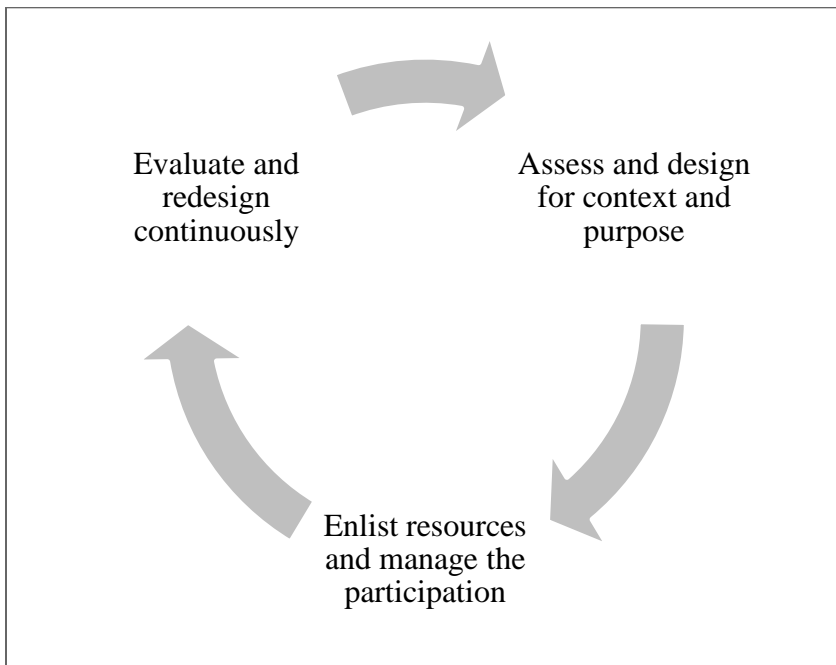 Evaluate and
redesign
continuously
Assess and design
for context and
purpose
Enlist resources
and manage the
participation